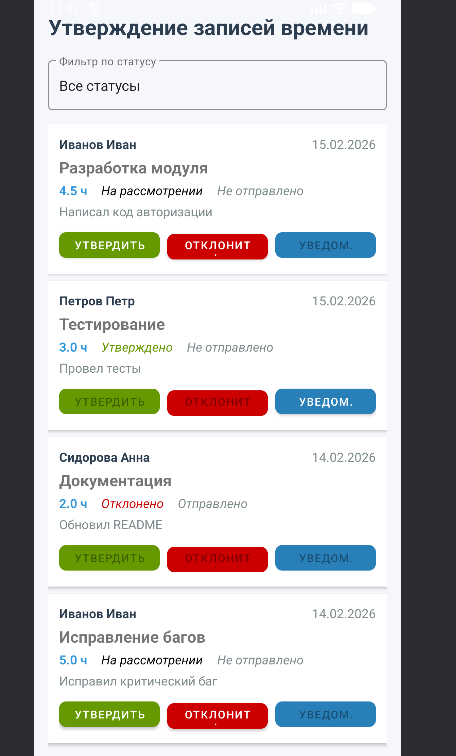 11:37
Утверждение записей времени
Фильтр по статусу
Все статусы
Иванов Иван 15.02.2026
Разработка модуля
4.5 ч На рассмотрении Не отправлено
Написал код авторизации
УТВЕРДИТЬ ОТКЛОНИТ УВЕДОМ.
Петров Петр 15.02.2026
Тестирование
3.0 ч Утверждено Не отправлено
Провел тесты
УТВЕРДИТЬ ОТКЛОНИТ УВЕДОМ.
Сидорова Анна 14.02.2026
Документация
2.0 ч Отклонено Отправлено
Обновил README
УТВЕРДИТЬ ОТКЛОНИТ УВЕДОМ.
Иванов Иван 14.02.2026
Исправление багов
5.0 ч На рассмотрении Не отправлено
Исправил критический баг
УТВЕРДИТЬ ОТКЛОНИТ УВЕДОМ.